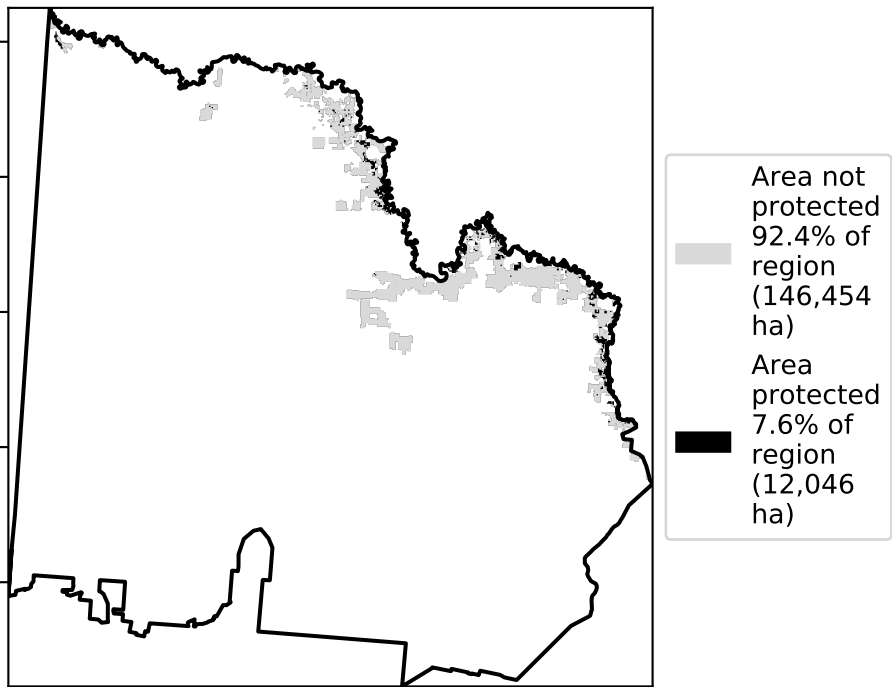 Area not
protected
92.4% of
region
(146,454
ha)
Area
protected
7.6% of
region
(12,046
ha)